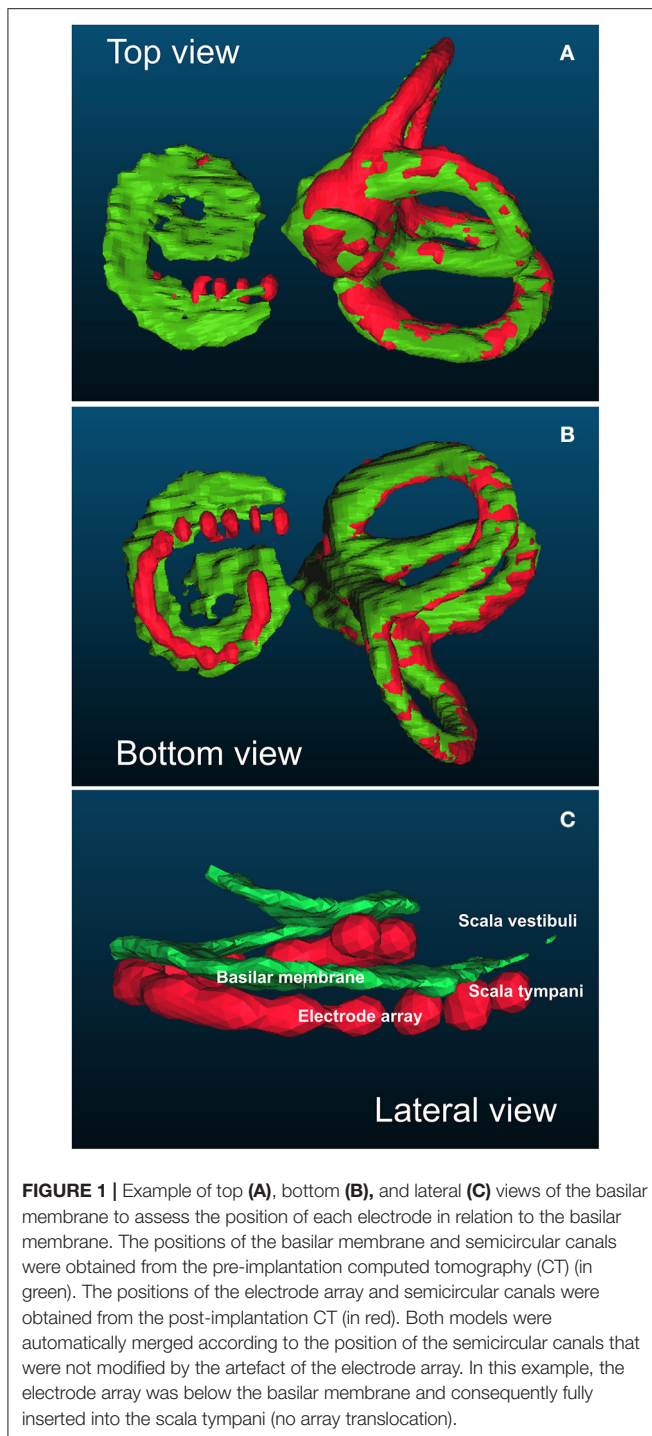 Top view
A
B
Bottom view
C
Scala vestibuli
Basilar membrane
Scala tympani
Electrode array
Lateral view
FIGURE 1 | Example of top (A), bottom (B), and lateral (C) views of the basilar
membrane to assess the position of each electrode in relation to the basilar
membrane. The positions of the basilar membrane and semicircular canals
were obtained from the pre-implantation computed tomography (CT) (in
green). The positions of the electrode array and semicircular canals were
obtained from the post-implantation CT (in red). Both models were
automatically merged according to the position of the semicircular canals that
were not modified by the artefact of the electrode array. In this example, the
electrode array was below the basilar membrane and consequently fully
inserted into the scala tympani (no array translocation).